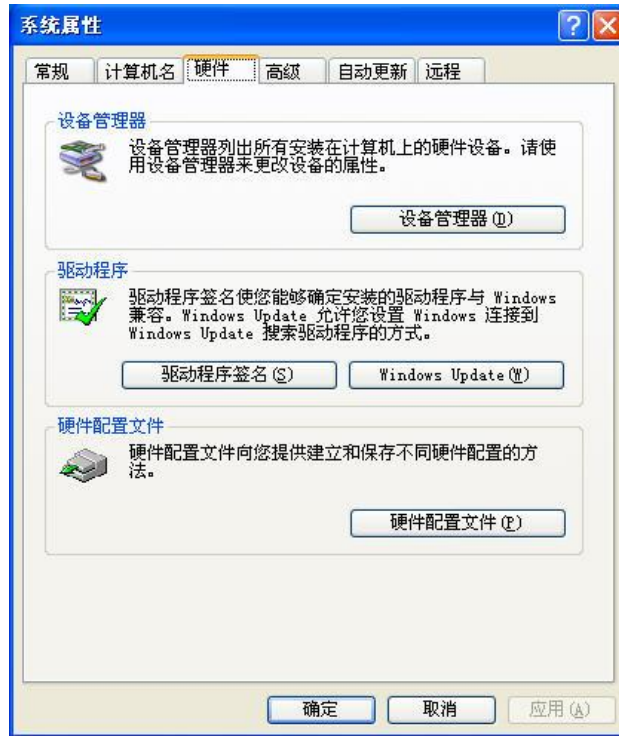 系统属性
常规 计算机名 硬件 高级 自动更新 远程
设备管理器
设备管理器列出所有安装在计算机上的硬件设备。请使
用设备管理器来更改设备的属性。
设备管理器(D)
驱动程序
驱动程序签名使您能够确定安装的驱动程序与 Windows
兼容。Windows Update 允许您设置 Windows 连接到
Windows Update 搜索驱动程序的方式。
驱动程序签名(S) Windows Update(W)
硬件配置文件
硬件配置文件向您提供建立和保存不同硬件配置的方
法。
硬件配置文件(P)
确定 取消 应用(A)